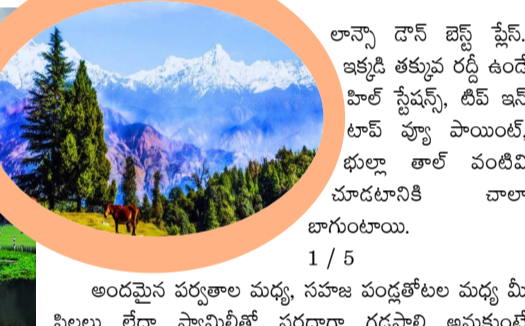 లాన్సౌ డౌన్ బెస్ట్ ప్లేస్.
ఇక్కడి తక్కువ రద్దీ ఉండే
హిల్ స్టేషన్స్, టిప్ ఇన్
టాప్ వ్యూ పాయింట్,
భుల్లా తాల్ వంటివి
చూడటానికి చాలా
బాగుంటాయి.
1 / 5
అందమైన పర్వతాల మధ్య, సహజ పండ్లతోటల మధ్య మీ